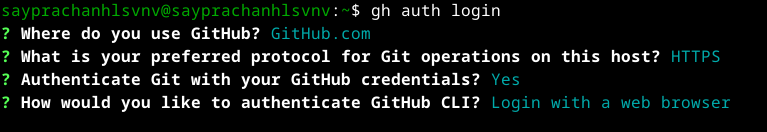 sayprachanhlsvnv@sayprachanhlsvnv:~$ gh auth login
? Where do you use GitHub? GitHub.com
? What is your preferred protocol for Git operations on this host? HTTPS
? Authenticate Git with your GitHub credentials? Yes
? How would you like to authenticate GitHub CLI? Login with a web browser